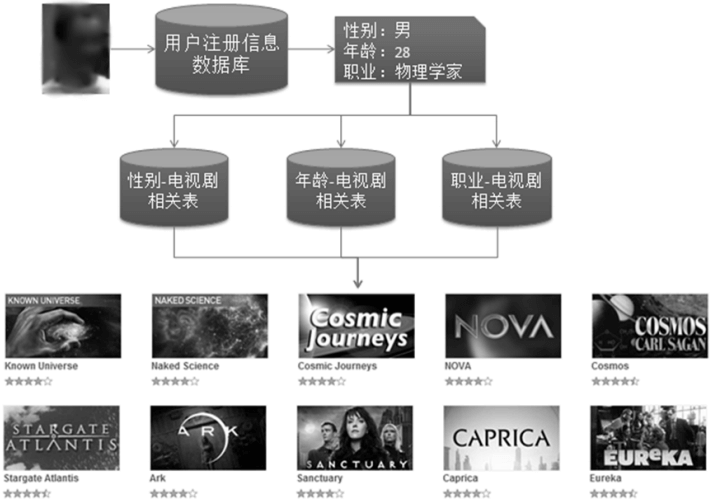 用户注册信息
数据库
性别：男
年龄：28
职业：物理学家
性别-电视剧
相关表
年龄-电视剧
相关表
职业-电视剧
相关表
KNOWN UNIVERSE
NAKED SCIENCE
Cosmic
Journeys
NOVA
COSMOS
CARL SAGAN
Known Universe
Naked Science
Cosmic Journeys
NOVA
Cosmos
STARGATE
ATLANTIS
ARK
SANCTUARY
CAPRICA
EUReKA
Stargate Atlantis
Ark
Sanctuary
Caprica
Eureka